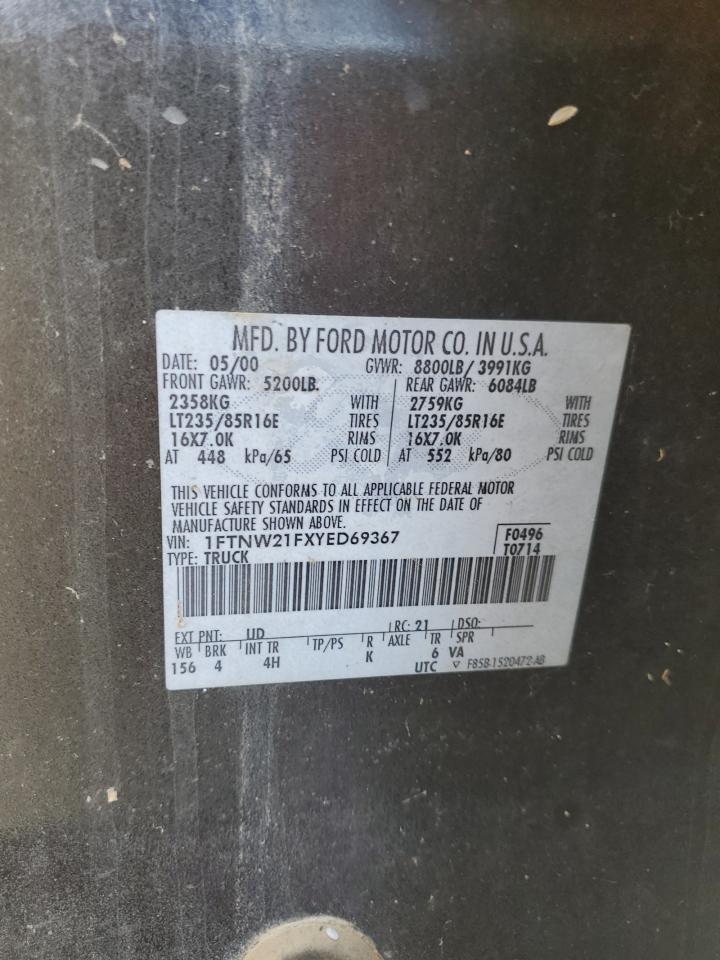 MFD. BY FORD MOTOR CO. IN U.S.A.
DATE: 05/00 GVWR: 8800LB/ 3991KG
FRONT GAWR: 5200LB. REAR GAWR: 6084LB
2358KG WITH 2759KG WITH
LT235/85R16E TIRES LT235/85R16E TIRES
16X7.0K RIMS 16X7.0K RIMS
AT 448 kPa/65 PSI COLD AT 552 kPa/80 PSI COLD
THIS VEHICLE CONFORMS TO ALL APPLICABLE FEDERAL MOTOR
VEHICLE SAFETY STANDARDS IN EFFECT ON THE DATE OF
MANUFACTURE SHOWN ABOVE.
VIN: 1FTNW21FXYED69367 F0496
TYPE: TRUCK T0714
EXT PNT: UD RC: 21 DSO:
WB BRK INT TR TP/PS R AXLE TR SPR
156 4 4H K 6 VA
UTC ▽ F85B-1520472-AB